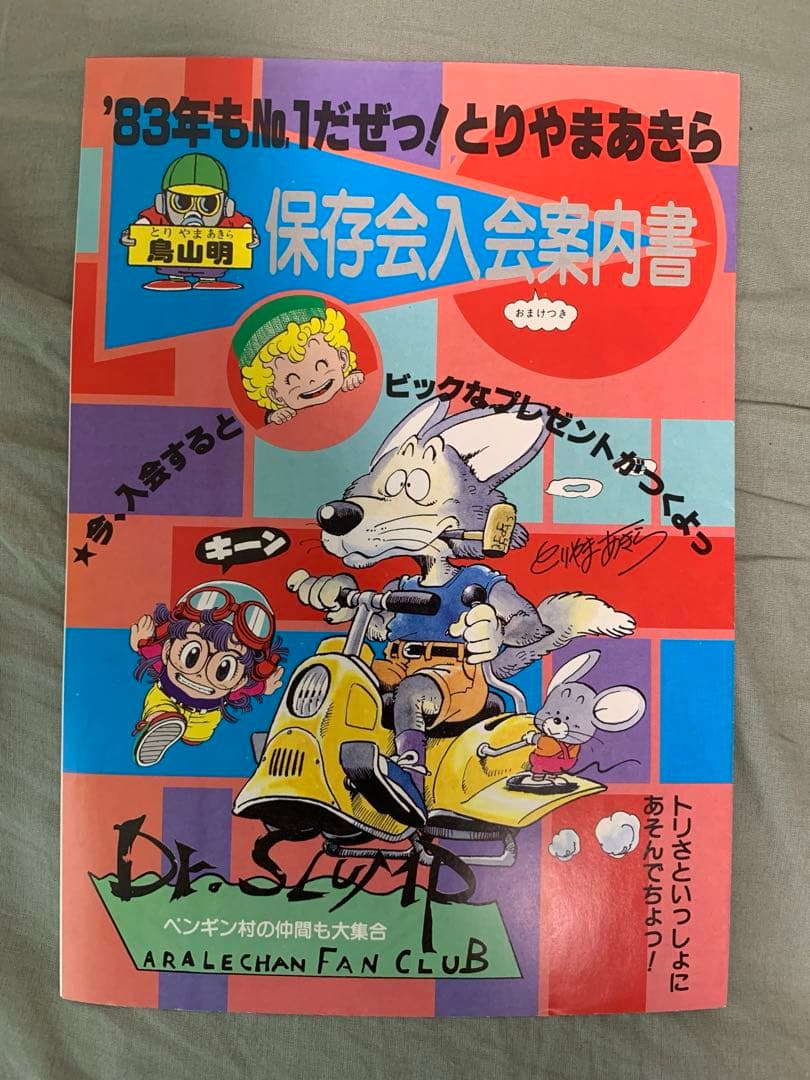 '83年もNo.1だぜっ!とりやまあきら
とりやまあきら
鳥山明
保存会入会案内書
おまけつき
★今、入会すると
ビックなプレゼントがつくよっ
キーン
とりやまあきら
トリさといっしょに
あそんでちょっ!
Dr.SLUMP
ペンギン村の仲間も大集合
ARALECHAN FAN CLUB